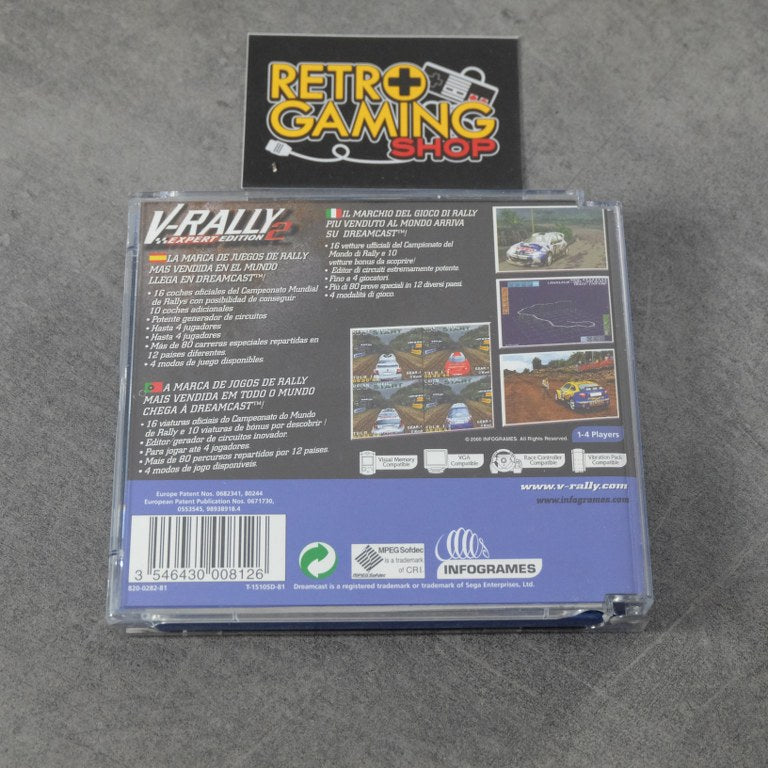 RETRO
GAMING
SHOP
V-RALLY 2
EXPERT EDITION
LA MARCA DE JUEGOS DE RALLY
MAS VENDIDA EN EL MUNDO
LLEGA EN DREAMCAST™!
• 16 coches oficiales del Campeonato Mundial
de Rallys con posibilidad de conseguir
10 coches adicionales
• Potente generador de circuitos
• Hasta 4 jugadores
• Hasta 4 jugadores
• Más de 80 carreras especiales repartidas en
12 países diferentes.
• 4 modos de juego disponibles.
A MARCA DE JOGOS DE RALLY
MAIS VENDIDA EM TODO O MUNDO
CHEGA À DREAMCAST™!
• 16 viaturas oficiais do Campeonato do Mundo
de Rally e 10 viaturas de bónus por descobrir!
• Editor gerador de circuitos inovador.
• Para jogar até 4 jogadores.
• Mais de 80 percursos repartidos por 12 países.
• 4 modos de jogo disponíveis.
IL MARCHIO DEL GIOCO DI RALLY
PIU VENDUTO AL MONDO ARRIVA
SU DREAMCAST™!
• 16 vetture ufficiali del Campionato del
Mondo di Rally e 10
vetture bonus da scoprire!
• Editor di circuiti estremamente potente.
• Fino a 4 giocatori.
• Più di 80 prove speciali in 12 diversi paesi.
• 4 modalità di gioco.
© 2000 INFOGRAMES. All Rights Reserved.
1-4 Players
Visual Memory
Compatible
VGA
Compatible
Race Controller
Compatible
Vibration Pack
Compatible
www.v-rally.com
www.infogrames.com
Europe Patent Nos. 0682341, 80244
European Patent Publication Nos. 0671730,
0553545, 98938918.4
3 546430 008126
820-0282-81
T-15105D-81
MPEG Sofdec
MPEG Sofdec
is a trademark
of CRI.
INFOGRAMES
Dreamcast is a registered trademark or trademark of Sega Enterprises, Ltd.